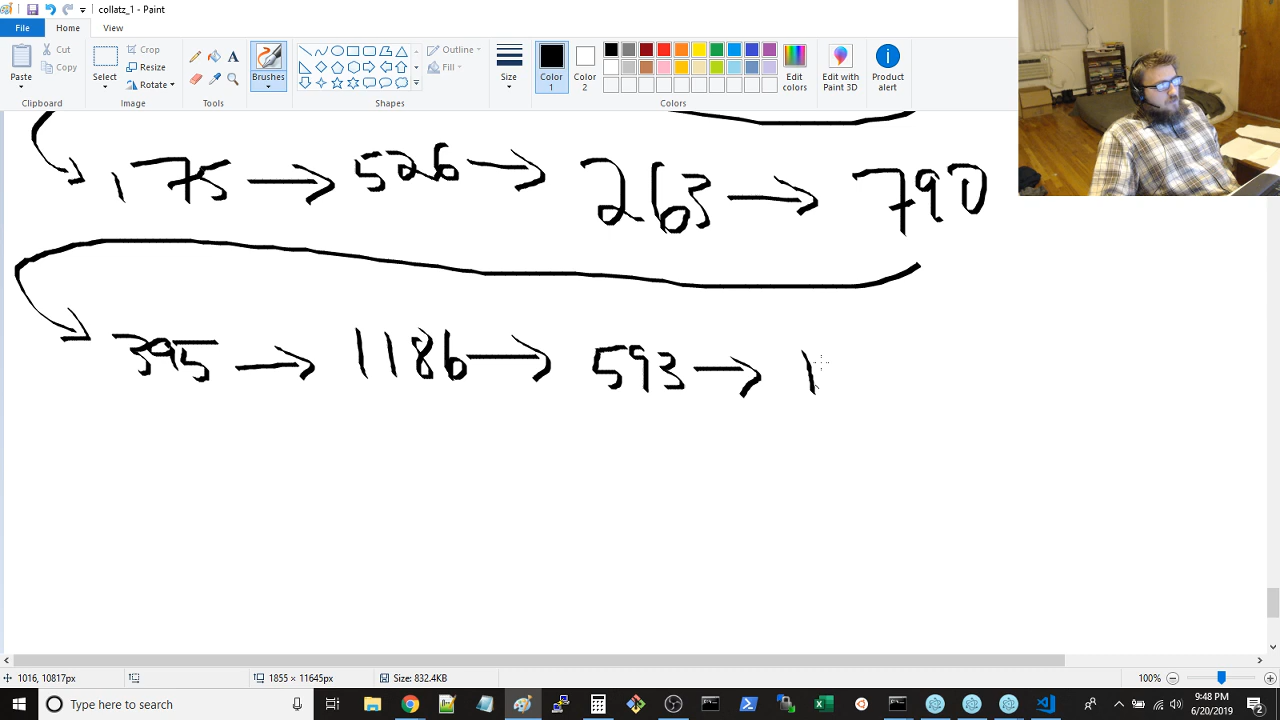 collatz_1 - Paint
File Home View
Paste Cut Copy Select Crop Resize Rotate A Brushes Outline Fill Size Color 1 Color 2 Edit colors Edit with Paint 3D Product alert
Clipboard Image Tools Shapes Colors
175 → 526 → 263 → 790
395 → 1186 → 593 → 1
1016, 10817px 1855 × 11645px Size: 832.4KB 100%
Type here to search 9:48 PM
6/20/2019 2